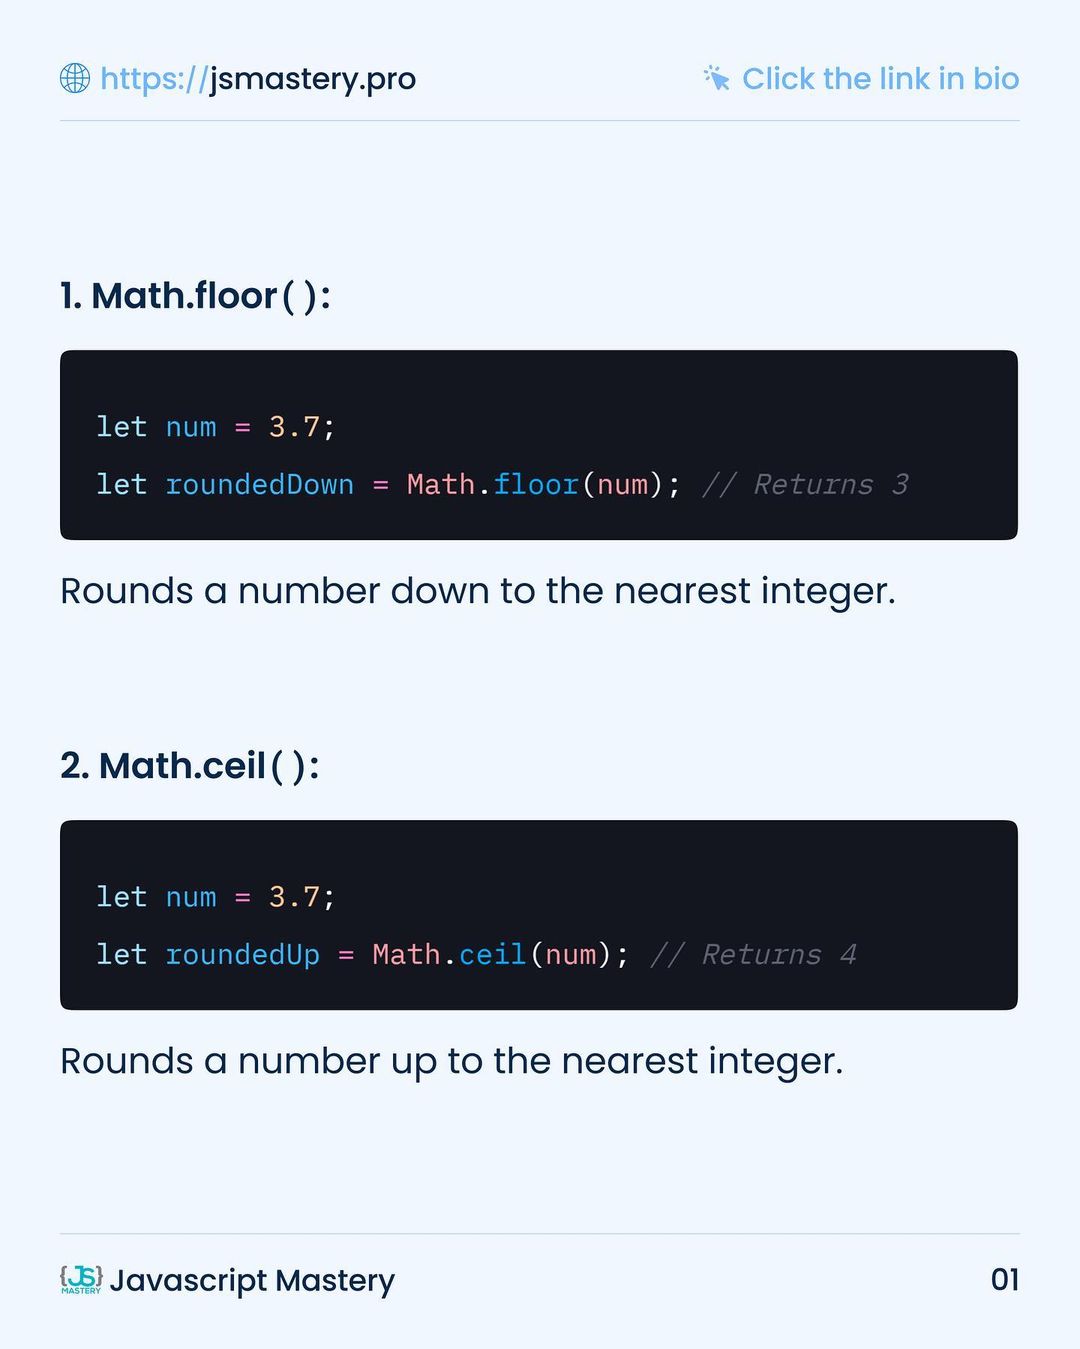 https://jsmastery.pro
Click the link in bio
1. Math.floor( ):
let num = 3.7;
let roundedDown = Math.floor(num); // Returns 3
Rounds a number down to the nearest integer.
2. Math.ceil( ):
let num = 3.7;
let roundedUp = Math.ceil(num); // Returns 4
Rounds a number up to the nearest integer.
{JS}
MASTERY
Javascript Mastery
01